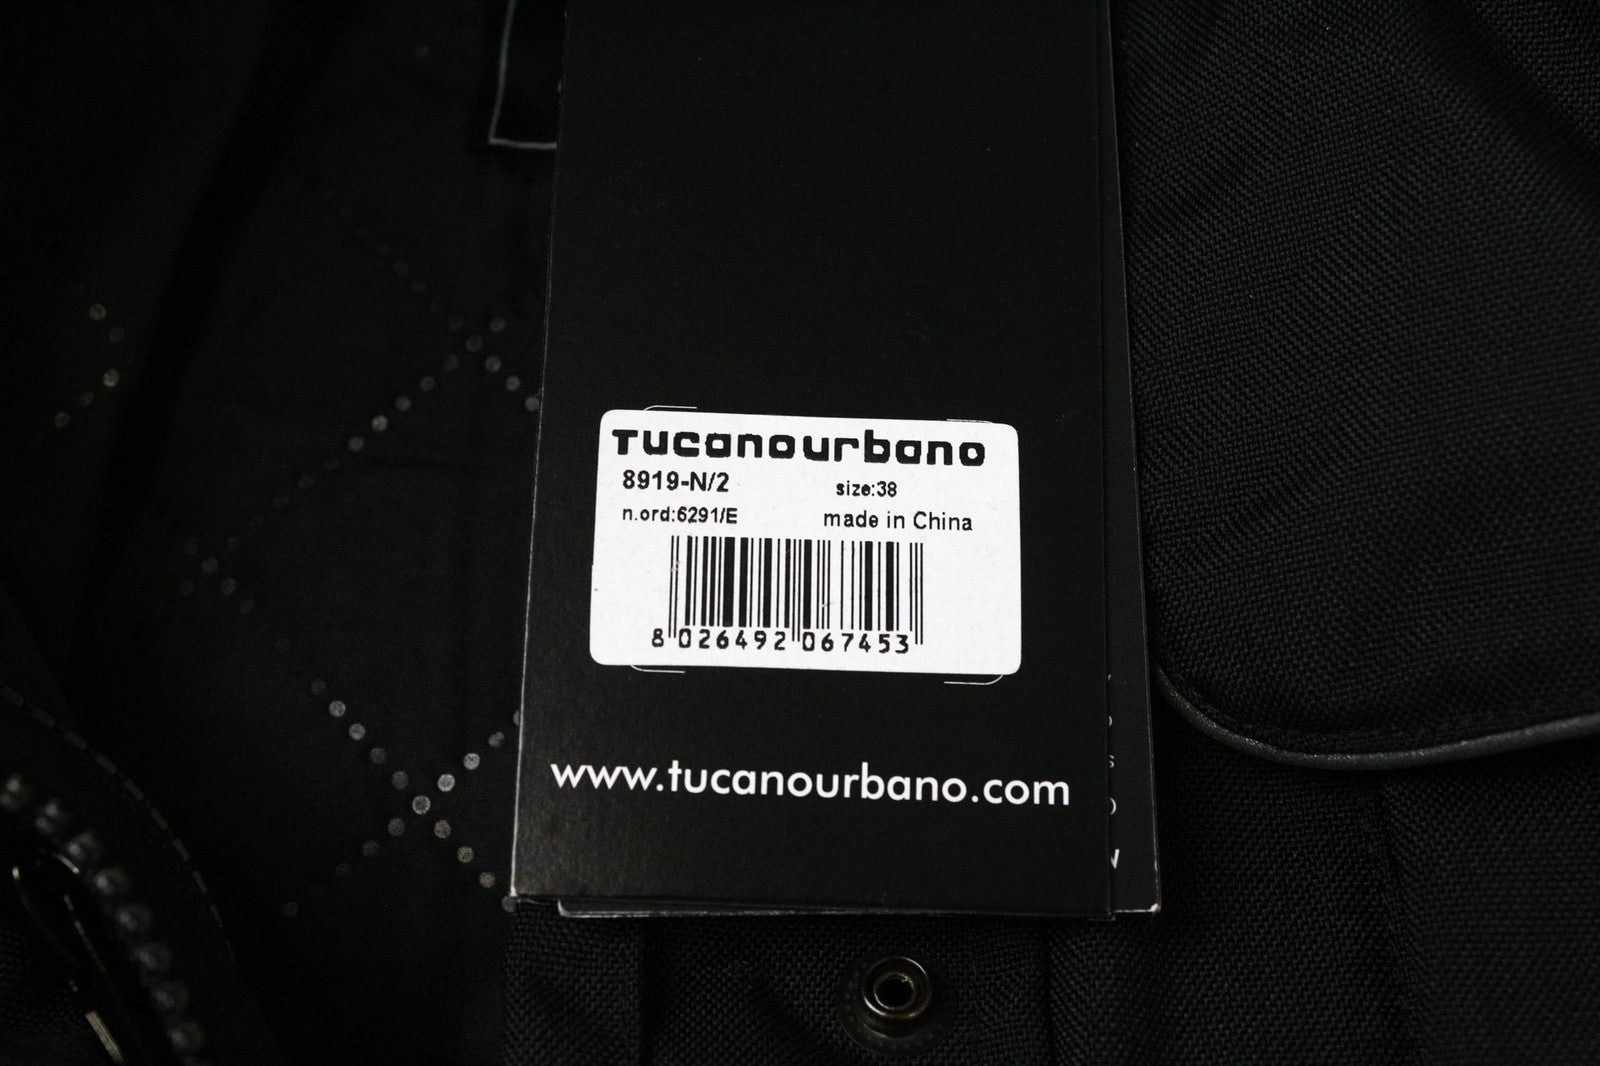 Tucanourbano
8919-N/2 size:38
n.ord:6291/E made in China
8 026492 067453
www.tucanourbano.com